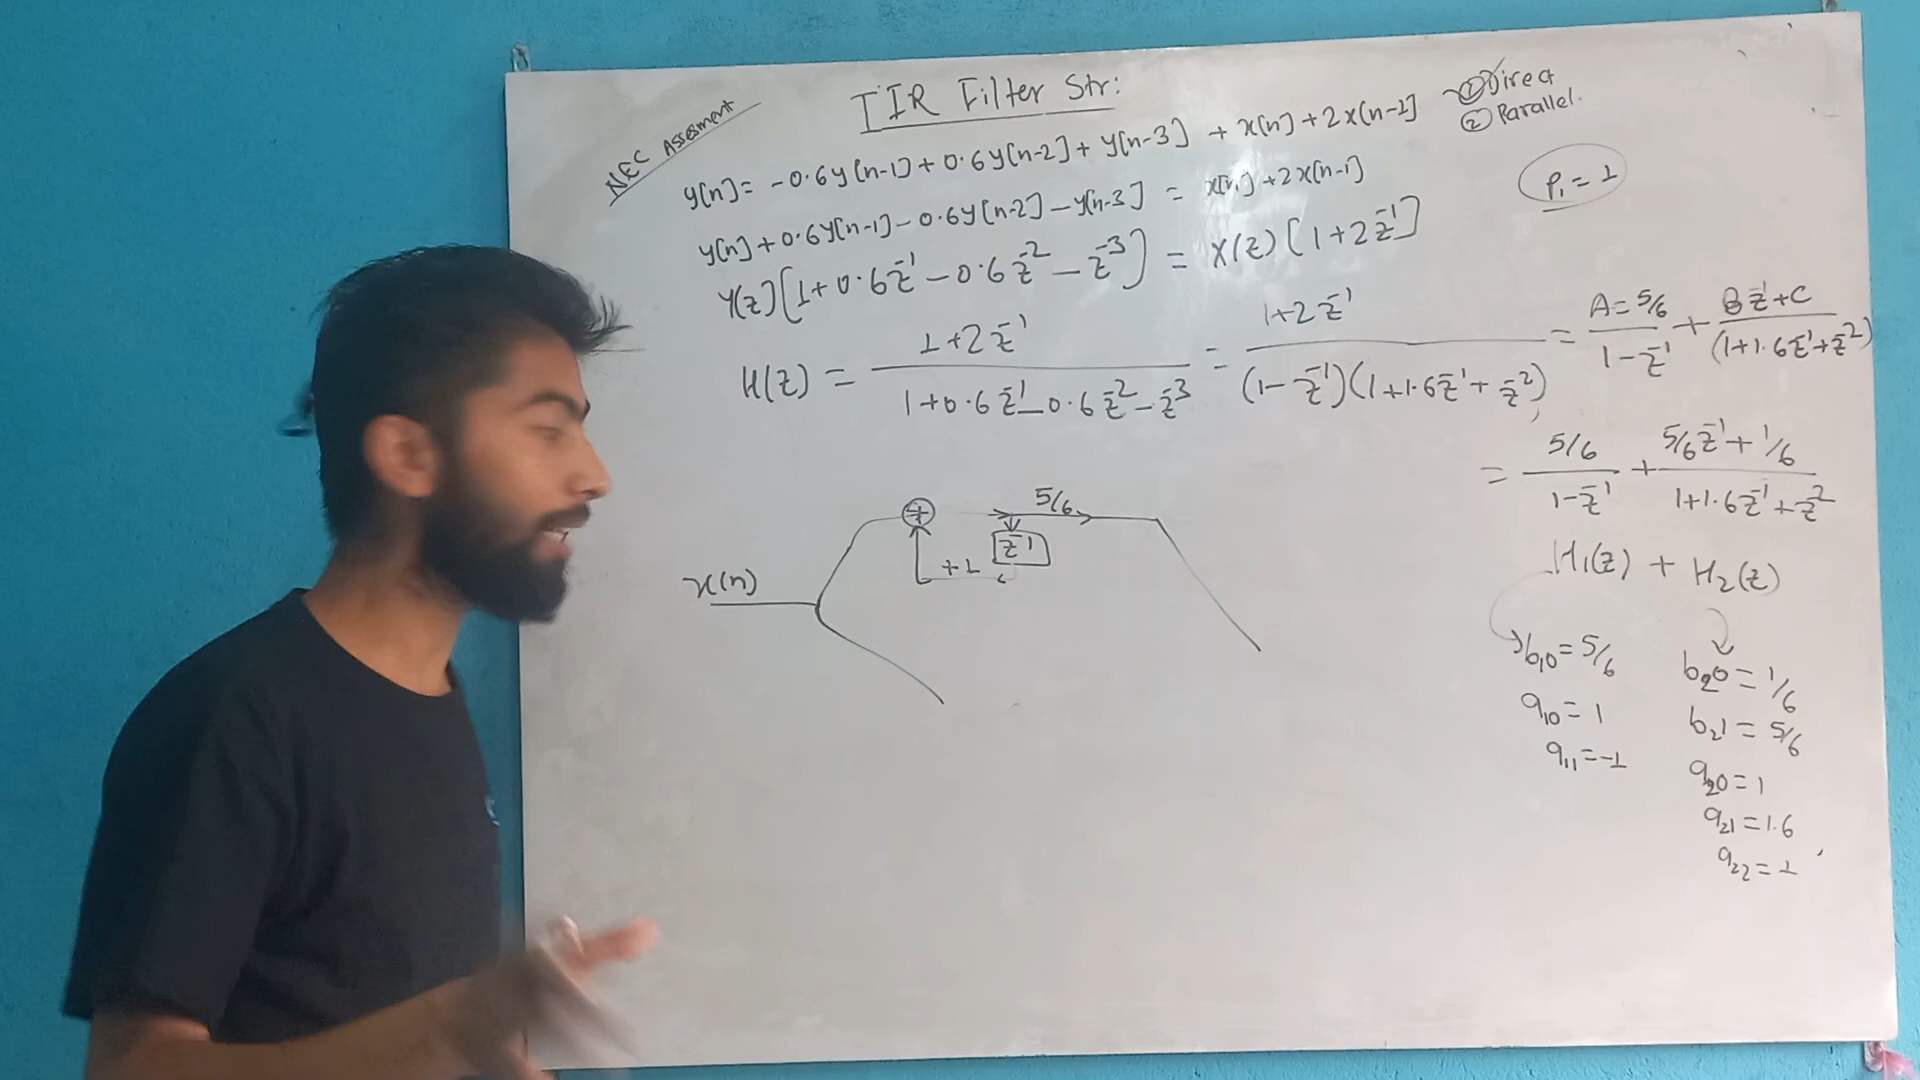 NEC Assesment
IIR Filter Str:
① Direct
② Parallel.
y[n] = -0.6y[n-1] + 0.6y[n-2] + y[n-3] + x[n] + 2x[n-1]
y[n] + 0.6y[n-1] - 0.6y[n-2] - y[n-3] = x[n] + 2x[n-1]
p₁ = 1
Y(z)[1 + 0.6z⁻¹ - 0.6z⁻² - z⁻³] = X(z)[1 + 2z⁻¹]
H(z) = (1 + 2z⁻¹) / (1 + 0.6z⁻¹ - 0.6z⁻² - z⁻³) = (1 + 2z⁻¹) / ((1 - z⁻¹)(1 + 1.6z⁻¹ + z⁻²)) = (A = 5/6) / (1 - z⁻¹) + (Bz⁻¹ + C) / (1 + 1.6z⁻¹ + z⁻²)
= (5/6) / (1 - z⁻¹) + (5/6z⁻¹ + 1/6) / (1 + 1.6z⁻¹ + z⁻²)
H₁(z) + H₂(z)
x(n)
+
5/6
z⁻¹
+1
b₁₀ = 5/6
a₁₀ = 1
a₁₁ = -1
b₂₀ = 1/6
b₂₁ = 5/6
a₂₀ = 1
a₂₁ = 1.6
a₂₂ = 1